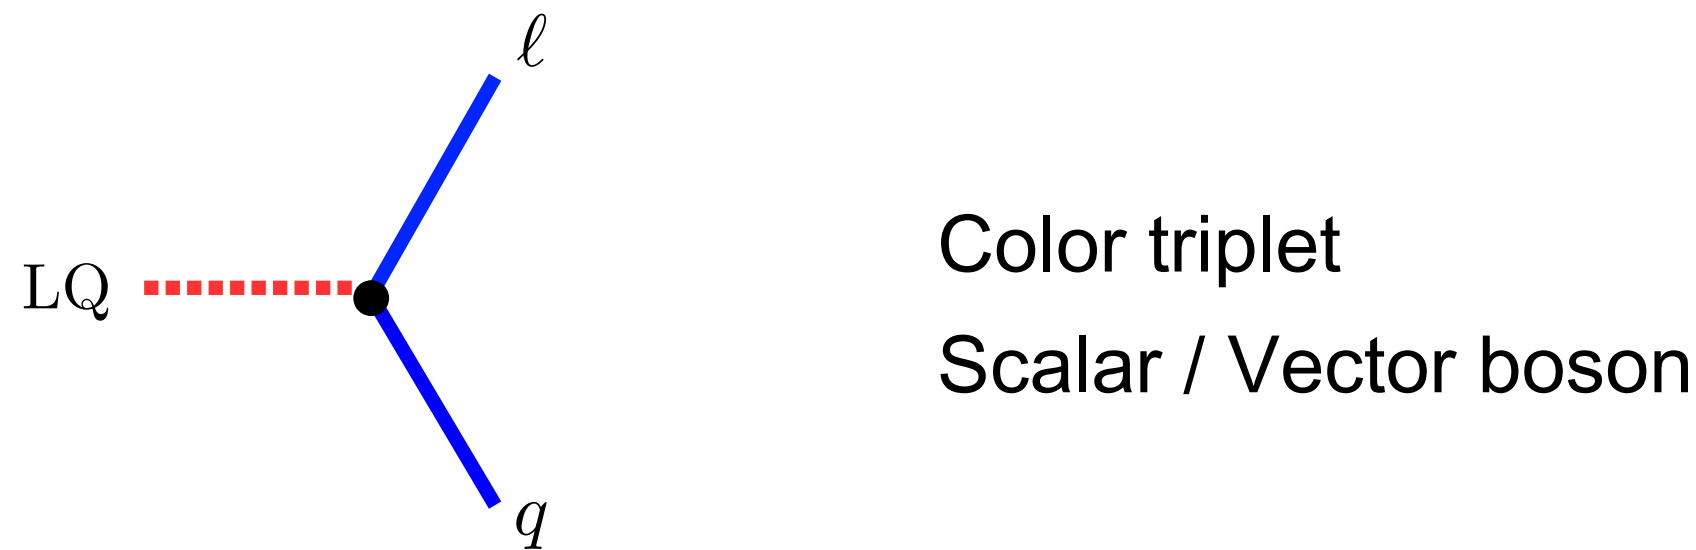 ℓ
Color triplet
LQ
Scalar / Vector boson
q